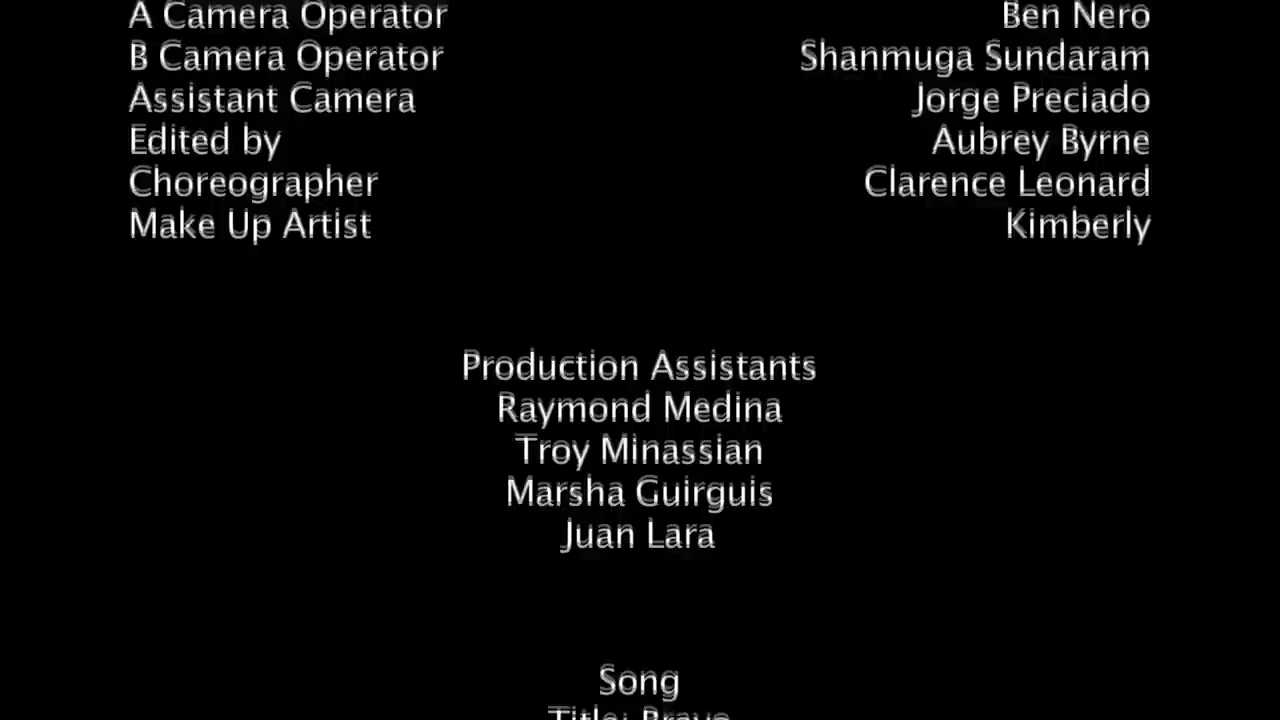 A Camera Operator Ben Nero
B Camera Operator Shanmuga Sundaram
Assistant Camera Jorge Preciado
Edited by Aubrey Byrne
Choreographer Clarence Leonard
Make Up Artist Kimberly
Production Assistants
Raymond Medina
Troy Minassian
Marsha Guirguis
Juan Lara
Song
Title: